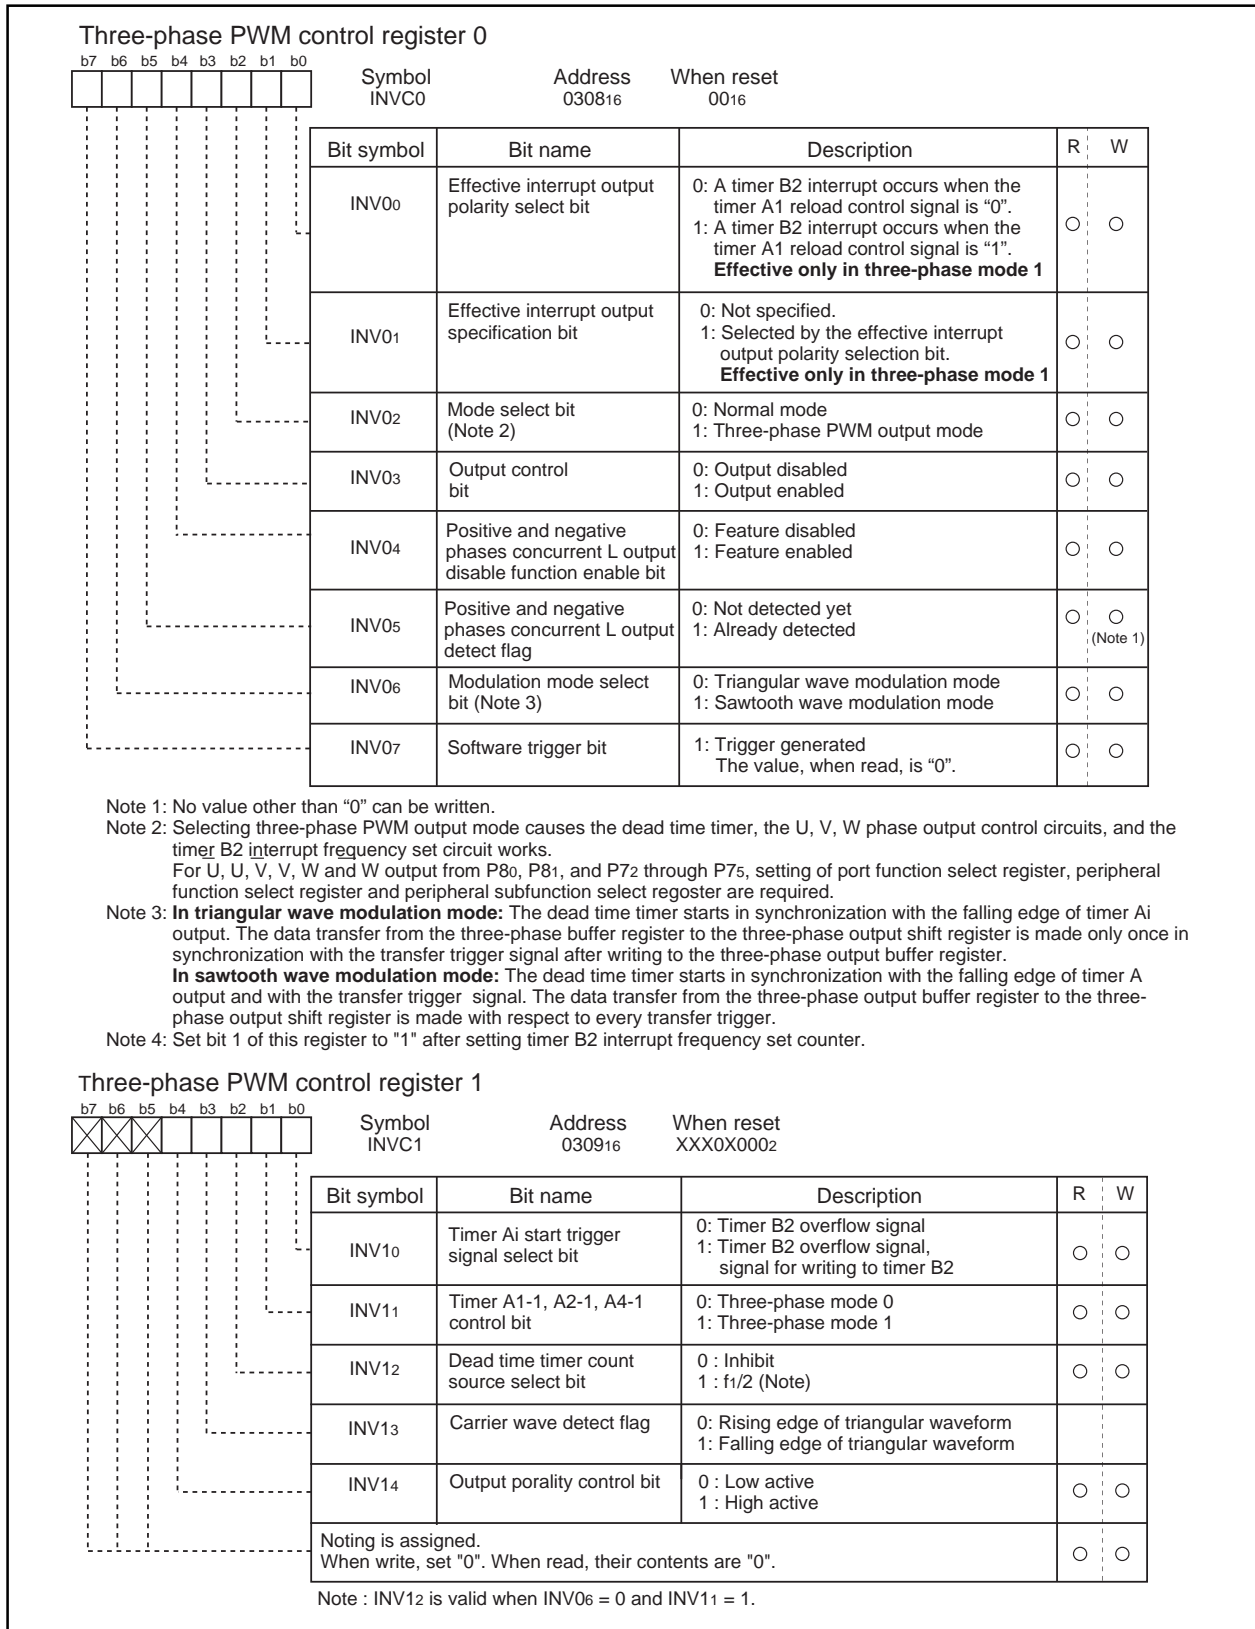 Three-phase PWM control register 0
b7 b6 b5 b4 b3 b2 b1 b0
Symbol Address When reset
INVC0 030816 0016
Bit symbol Bit name Description R W
INV00 Effective interrupt output 0: A timer B2 interrupt occurs when the
polarity select bit timer A1 reload control signal is “0”.
1: A timer B2 interrupt occurs when the
timer A1 reload control signal is “1”.
Effective only in three-phase mode 1
INV01 Effective interrupt output 0: Not specified.
specification bit 1: Selected by the effective interrupt
output polarity selection bit.
Effective only in three-phase mode 1
INV02 Mode select bit 0: Normal mode
(Note 2) 1: Three-phase PWM output mode
INV03 Output control 0: Output disabled
bit 1: Output enabled
INV04 Positive and negative 0: Feature disabled
phases concurrent L output 1: Feature enabled
disable function enable bit
INV05 Positive and negative 0: Not detected yet
phases concurrent L output 1: Already detected (Note 1)
detect flag
INV06 Modulation mode select 0: Triangular wave modulation mode
bit (Note 3) 1: Sawtooth wave modulation mode
INV07 Software trigger bit 1: Trigger generated
The value, when read, is “0”.
Note 1: No value other than “0” can be written.
Note 2: Selecting three-phase PWM output mode causes the dead time timer, the U, V, W phase output control circuits, and the
timer B2 interrupt frequency set circuit works.
For U, U̅, V, V̅, W and W̅ output from P80, P81, and P72 through P75, setting of port function select register, peripheral
function select register and peripheral subfunction select regoster are required.
Note 3: In triangular wave modulation mode: The dead time timer starts in synchronization with the falling edge of timer Ai
output. The data transfer from the three-phase buffer register to the three-phase output shift register is made only once in
synchronization with the transfer trigger signal after writing to the three-phase output buffer register.
In sawtooth wave modulation mode: The dead time timer starts in synchronization with the falling edge of timer A
output and with the transfer trigger signal. The data transfer from the three-phase output buffer register to the three-
phase output shift register is made with respect to every transfer trigger.
Note 4: Set bit 1 of this register to "1" after setting timer B2 interrupt frequency set counter.
Three-phase PWM control register 1
b7 b6 b5 b4 b3 b2 b1 b0
Symbol Address When reset
INVC1 030916 XXX0X0002
Bit symbol Bit name Description R W
INV10 Timer Ai start trigger 0: Timer B2 overflow signal
signal select bit 1: Timer B2 overflow signal,
signal for writing to timer B2
INV11 Timer A1-1, A2-1, A4-1 0: Three-phase mode 0
control bit 1: Three-phase mode 1
INV12 Dead time timer count 0 : Inhibit
source select bit 1 : f1/2 (Note)
INV13 Carrier wave detect flag 0: Rising edge of triangular waveform
1: Falling edge of triangular waveform
INV14 Output porality control bit 0 : Low active
1 : High active
Noting is assigned.
When write, set "0". When read, their contents are "0".
Note : INV12 is valid when INV06 = 0 and INV11 = 1.